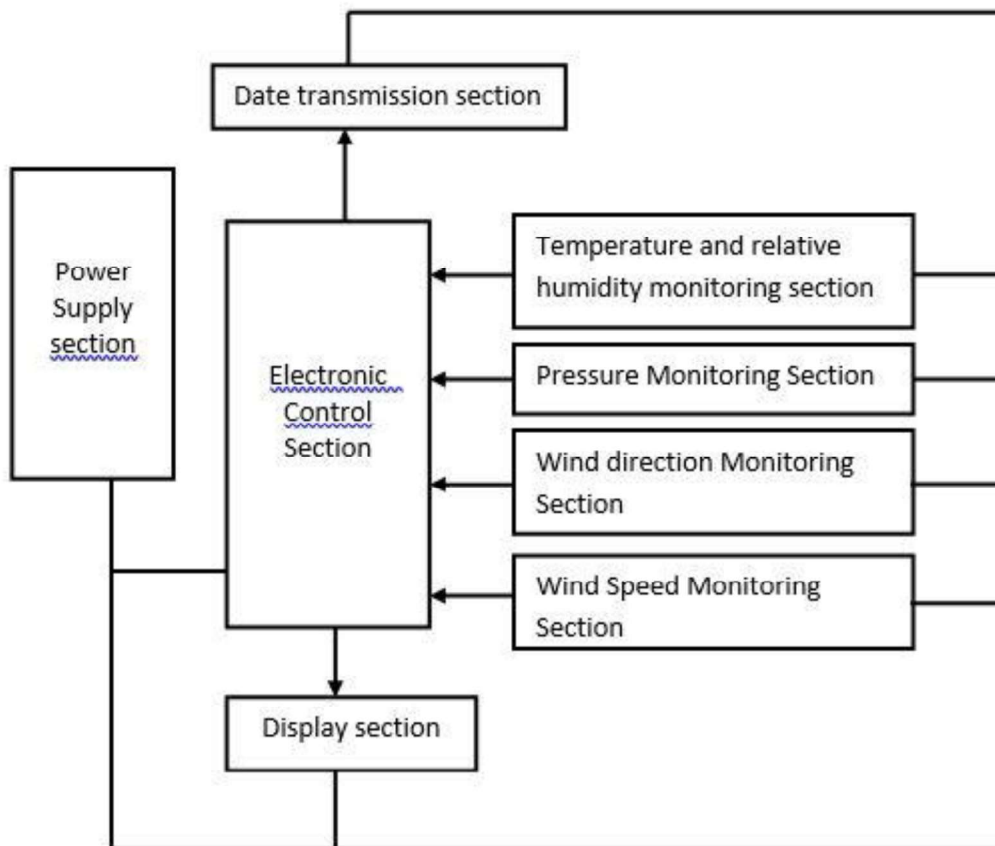 Date transmission section
Power
Supply
section
Electronic
Control
Section
Temperature and relative
humidity monitoring section
Pressure Monitoring Section
Wind direction Monitoring
Section
Wind Speed Monitoring
Section
Display section